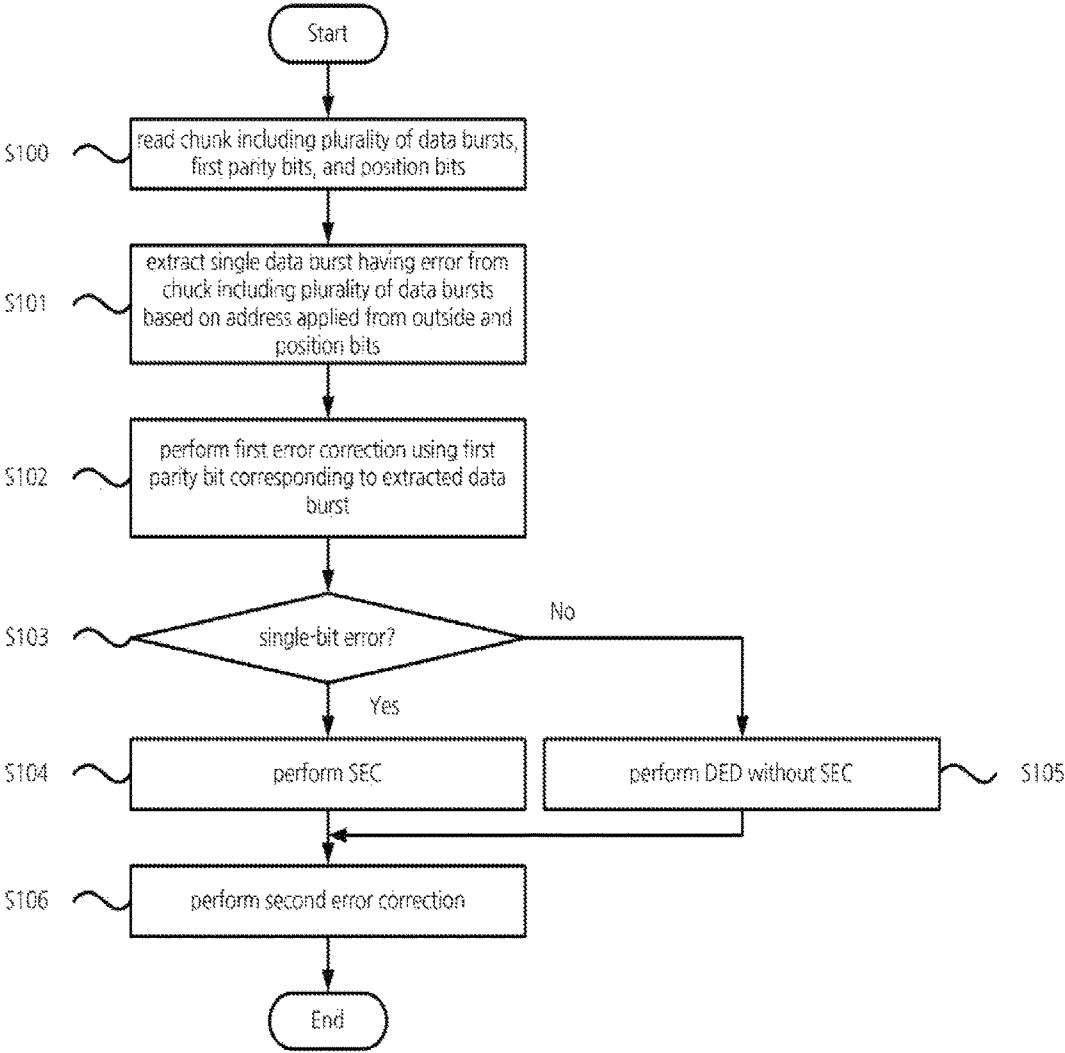 Start
S100
read chunk including plurality of data bursts,
first parity bits, and position bits
S101
extract single data burst having error from
chuck including plurality of data bursts
based on address applied from outside and
position bits
S102
perform first error correction using first
parity bit corresponding to extracted data
burst
S103
single-bit error?
No
Yes
S104
perform SEC
perform DED without SEC
S105
S106
perform second error correction
End